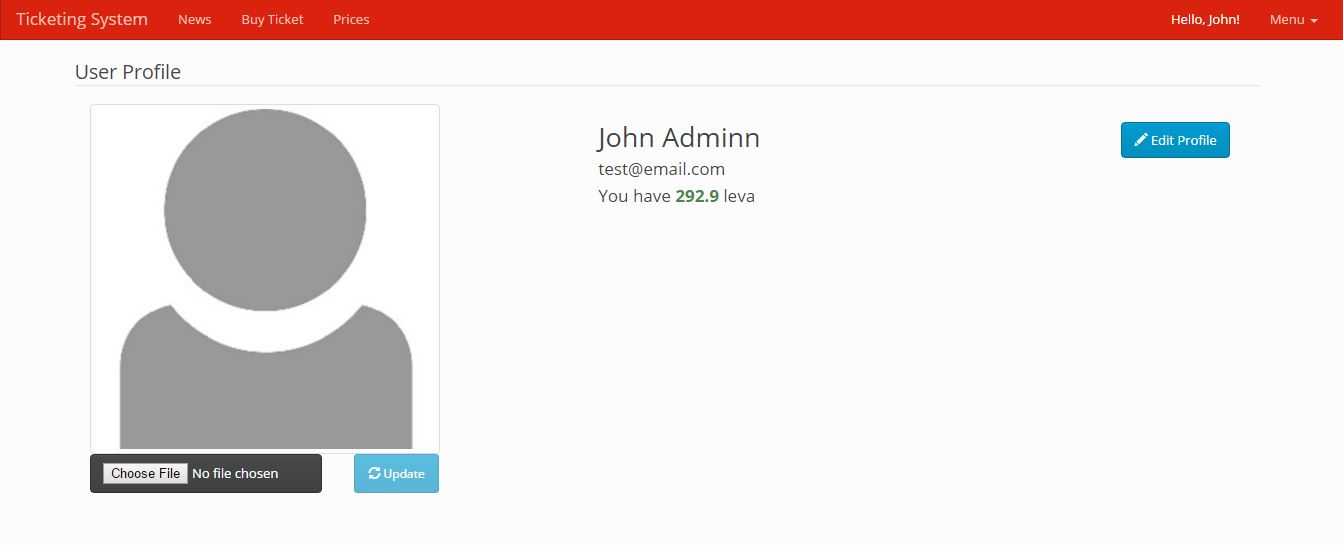 Ticketing System News Buy Ticket Prices Hello, John! Menu
User Profile
John Adminn
Edit Profile
test@email.com
You have 292.9 leva
Choose File No file chosen
Update